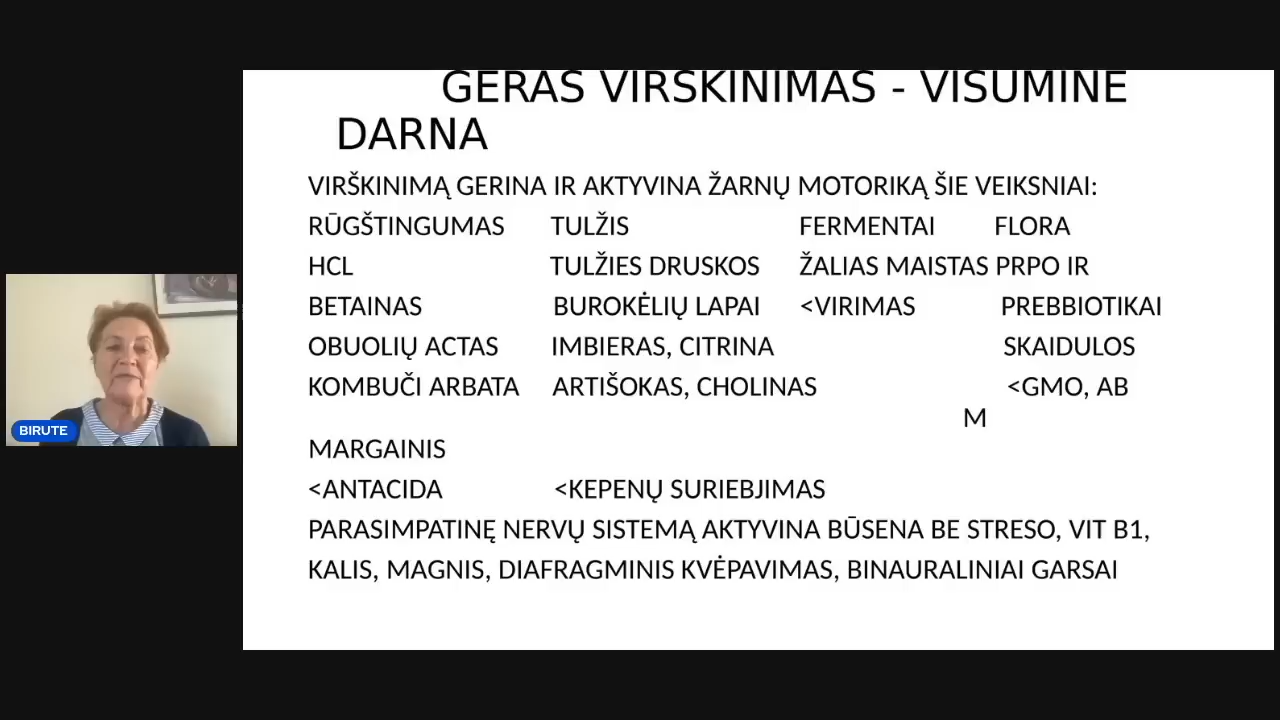 GERAS VIRŠKINIMAS - VISUMINĖ
DARNA
VIRŠKINIMĄ GERINA IR AKTYVINA ŽARNŲ MOTORIKĄ ŠIE VEIKSNIAI:
RŪGŠTINGUMAS TULŽIS FERMENTAI FLORA
HCL TULŽIES DRUSKOS ŽALIAS MAISTAS PRPO IR
BETAINAS BUROKĖLIŲ LAPAI <VIRIMAS PREBBIOTIKAI
OBUOLIŲ ACTAS IMBIERAS, CITRINA SKAIDULOS
KOMBUČI ARBATA ARTIŠOKAS, CHOLINAS <GMO, AB
M
MARGAINIS
<ANTACIDA <KEPENŲ SURIEBJIMAS
PARASIMPATINĘ NERVŲ SISTEMĄ AKTYVINA BŪSENA BE STRESO, VIT B1,
KALIS, MAGNIS, DIAFRAGMINIS KVĖPAVIMAS, BINAURALINIAI GARSAI
BIRUTE